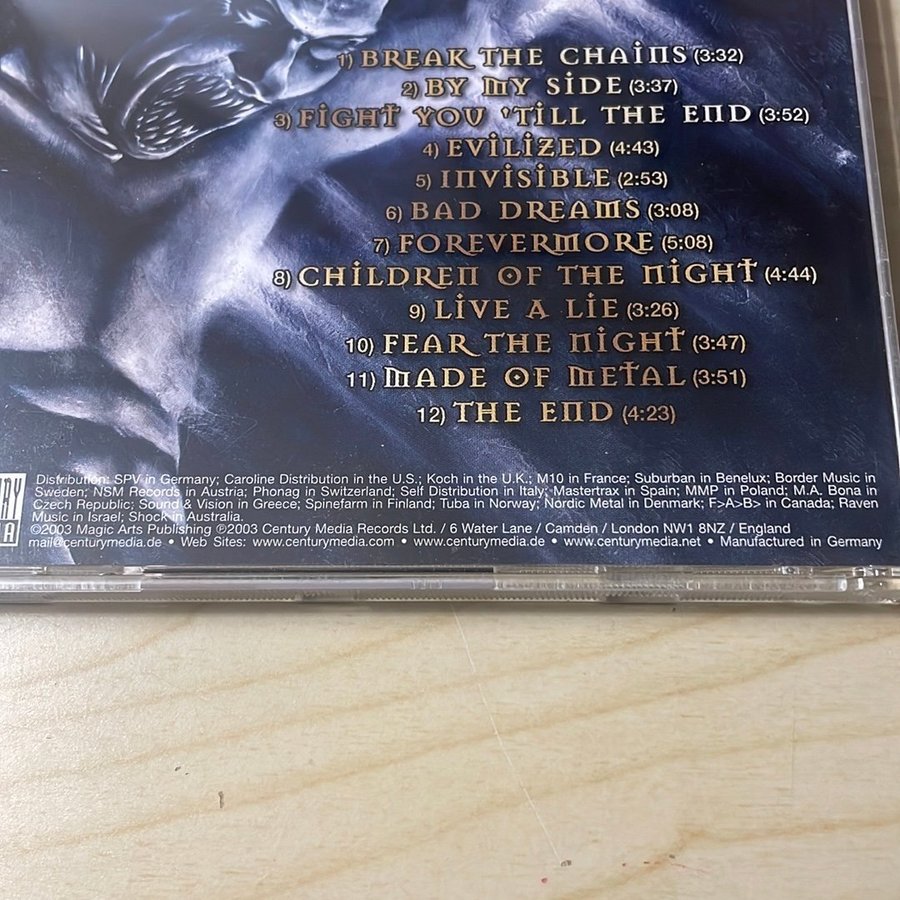 1) BREAK THE CHAINS (3:32)
2) BY MY SIDE (3:37)
3) FIGHT YOU 'TILL THE END (3:52)
4) EVILIZED (4:43)
5) INVISIBLE (2:53)
6) BAD DREAMS (3:08)
7) FOREVERMORE (5:08)
8) CHILDREN OF THE NIGHT (4:44)
9) LIVE A LIE (3:26)
10) FEAR THE NIGHT (3:47)
11) MADE OF METAL (3:51)
12) THE END (4:23)
Distribution: SPV in Germany; Caroline Distribution in the U.S.; Koch in the U.K.; M10 in France; Suburban in Benelux; Border Music in
Sweden; NSM Records in Austria; Phonag in Switzerland; Self Distribution in Italy; Mastertrax in Spain; MMP in Poland; M.A. Bona in
Czech Republic; Sound & Vision in Greece; Spinefarm in Finland; Tuba in Norway; Nordic Metal in Denmark; F>A>B> in Canada; Raven
Music in Israel; Shock in Australia.
©2003 Magic Arts Publishing ℗2003 Century Media Records Ltd. / 6 Water Lane / Camden / London NW1 8NZ / England
mail@centurymedia.de • Web Sites: www.centurymedia.com • www.centurymedia.de • www.centurymedia.net • Manufactured in Germany